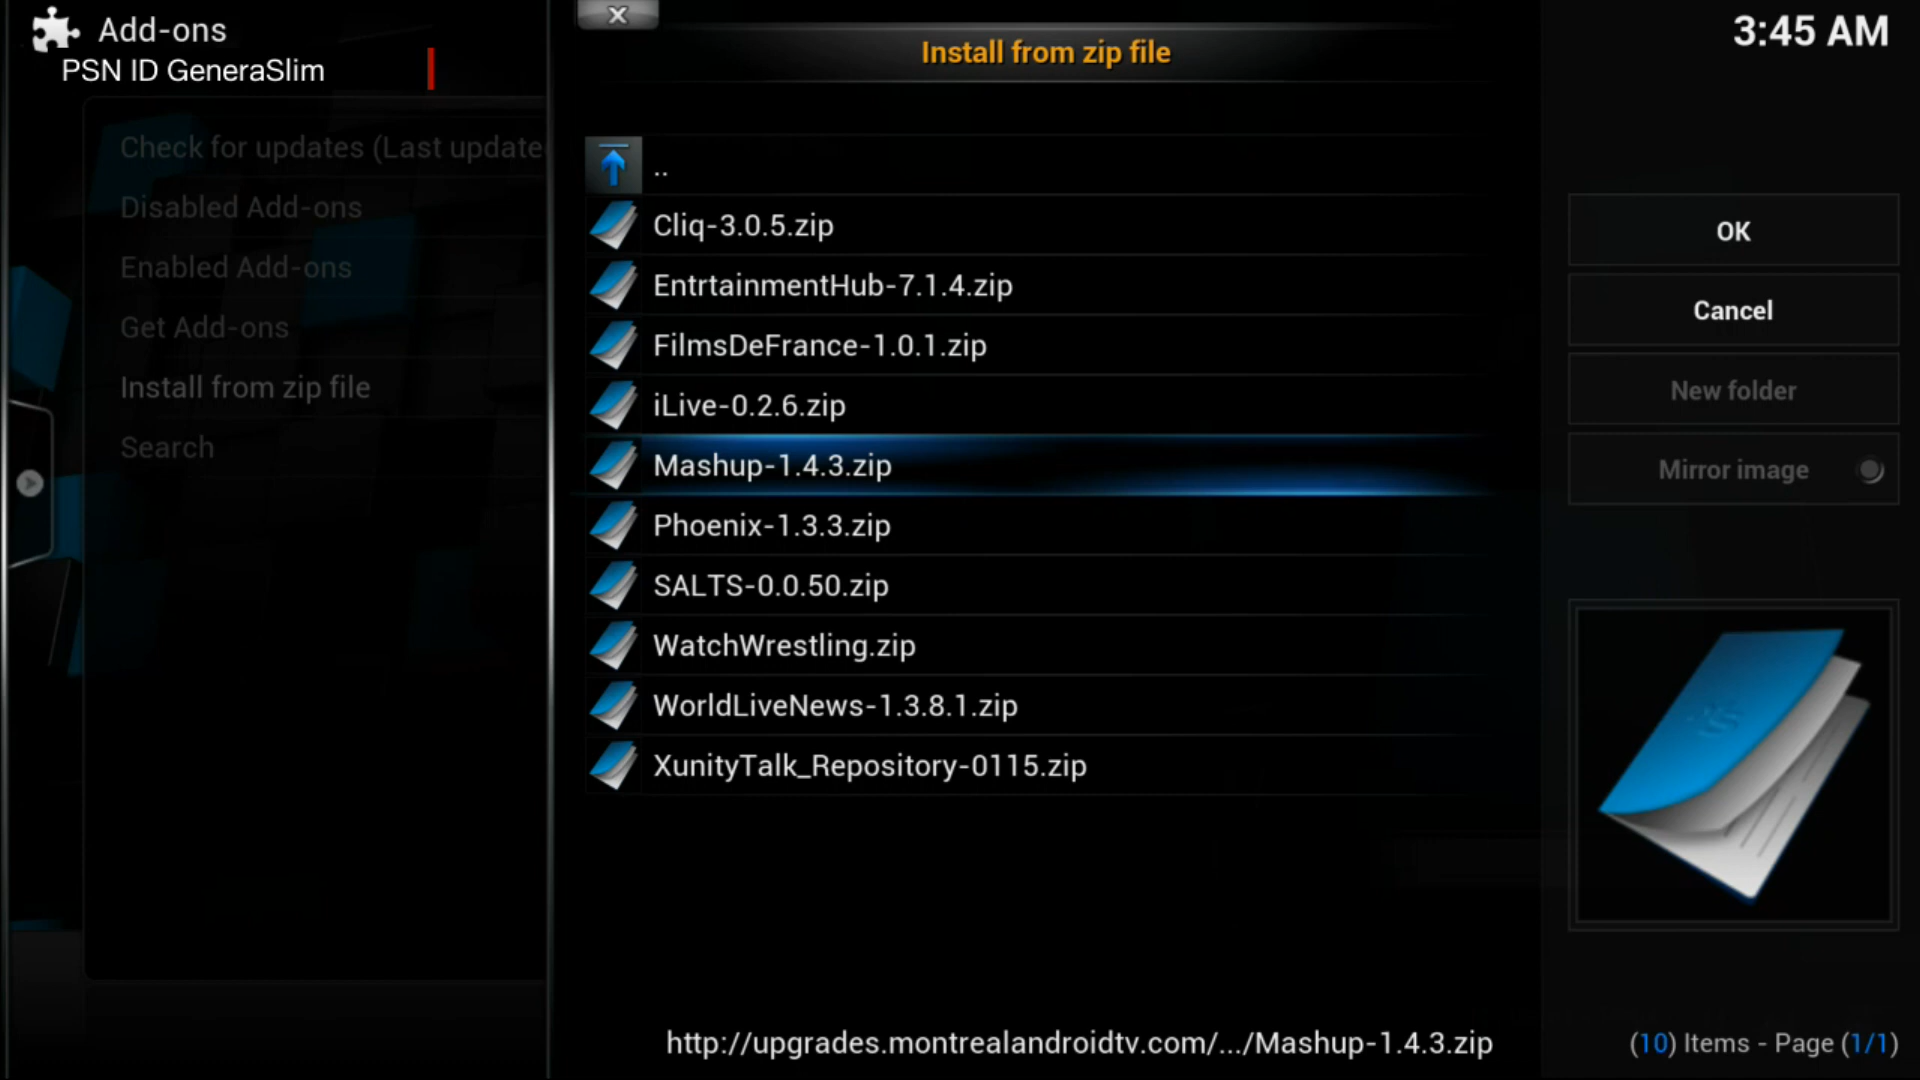 Add-ons
PSN ID GeneraSlim
x
Install from zip file
3:45 AM
Check for updates (Last update
Disabled Add-ons
Enabled Add-ons
Get Add-ons
Install from zip file
Search
..
Cliq-3.0.5.zip
EntrtainmentHub-7.1.4.zip
FilmsDeFrance-1.0.1.zip
iLive-0.2.6.zip
Mashup-1.4.3.zip
Phoenix-1.3.3.zip
SALTS-0.0.50.zip
WatchWrestling.zip
WorldLiveNews-1.3.8.1.zip
XunityTalk_Repository-0115.zip
OK
Cancel
New folder
Mirror image
http://upgrades.montrealandroidtv.com/.../Mashup-1.4.3.zip
(10) Items - Page (1/1)